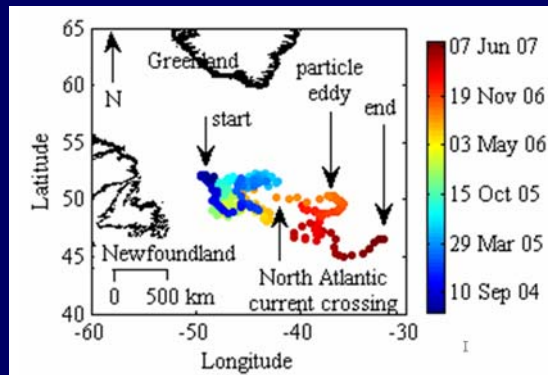 65
60
55
50
45
40
Latitude
-60
-50
-40
-30
Longitude
Greenland
N
start
particle
eddy
end
Newfoundland
0 500 km
North Atlantic
current crossing
07 Jun 07
19 Nov 06
03 May 06
15 Oct 05
29 Mar 05
10 Sep 04
I